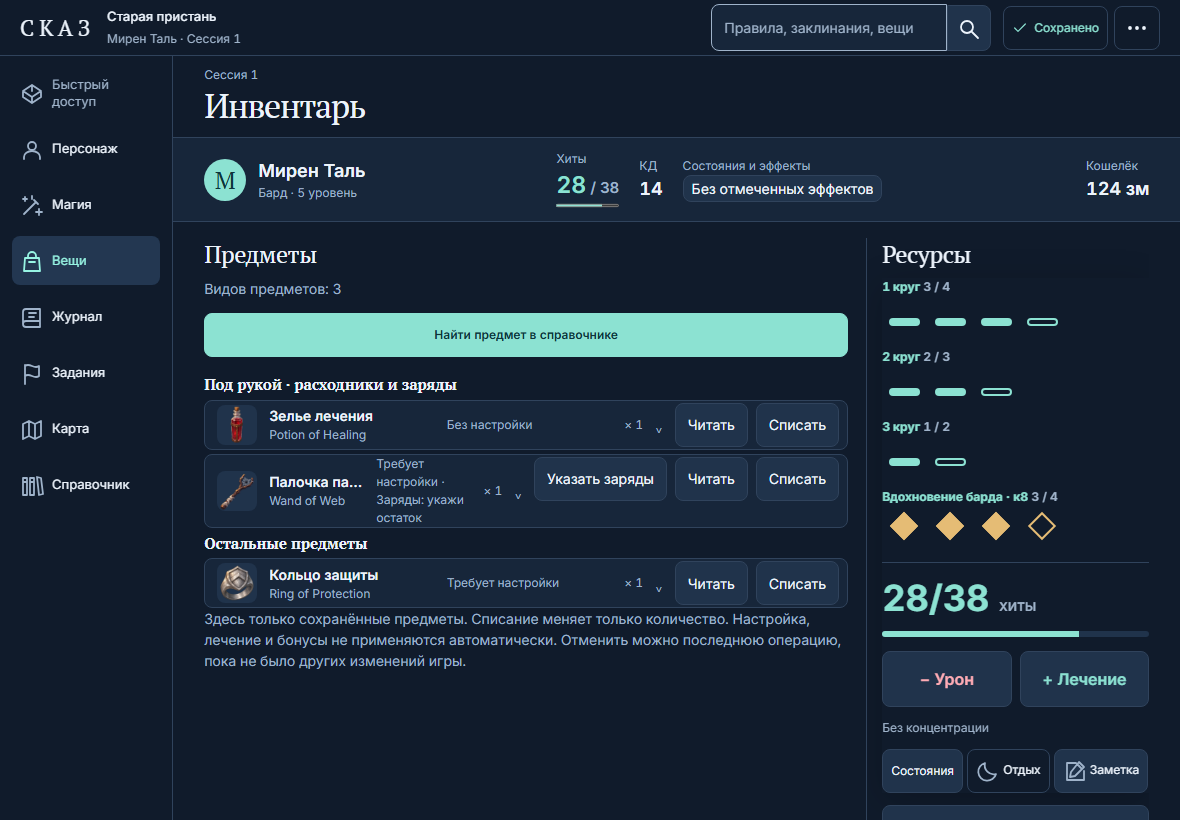 СКАЗ
Старая пристань
Мирен Таль · Сессия 1
Правила, заклинания, вещи
Сохранено
Быстрый
доступ
Персонаж
Магия
Вещи
Журнал
Задания
Карта
Справочник
Сессия 1
Инвентарь
М
Мирен Таль
Бард · 5 уровень
Хиты
28 / 38
КД
14
Состояния и эффекты
Без отмеченных эффектов
Кошелёк
124 зм
Предметы
Видов предметов: 3
Найти предмет в справочнике
Под рукой · расходники и заряды
Зелье лечения
Potion of Healing
Без настройки
× 1
Читать
Списать
Палочка па...
Wand of Web
Требует
настройки ·
Заряды: укажи
остаток
× 1
Указать заряды
Читать
Списать
Остальные предметы
Кольцо защиты
Ring of Protection
Требует настройки
× 1
Читать
Списать
Здесь только сохранённые предметы. Списание меняет только количество. Настройка,
лечение и бонусы не применяются автоматически. Отменить можно последнюю операцию,
пока не было других изменений игры.
Ресурсы
1 круг 3 / 4
2 круг 2 / 3
3 круг 1 / 2
Вдохновение барда · к8 3 / 4
28/38 хиты
− Урон
+ Лечение
Без концентрации
Состояния
Отдых
Заметка